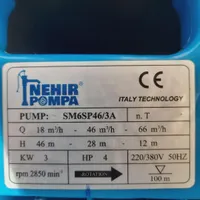 NEHIR
POMPA
CE
ITALY TECHNOLOGY
PUMP: SM6SP46/3A n. T
Q 18 m³/h - 46 m³/h - 66 m³/h
H 46 m - 28 m - 12 m
KW 3 HP 4 220/380V 50HZ
rpm 2850 min⁻¹ ROTATION 100 m